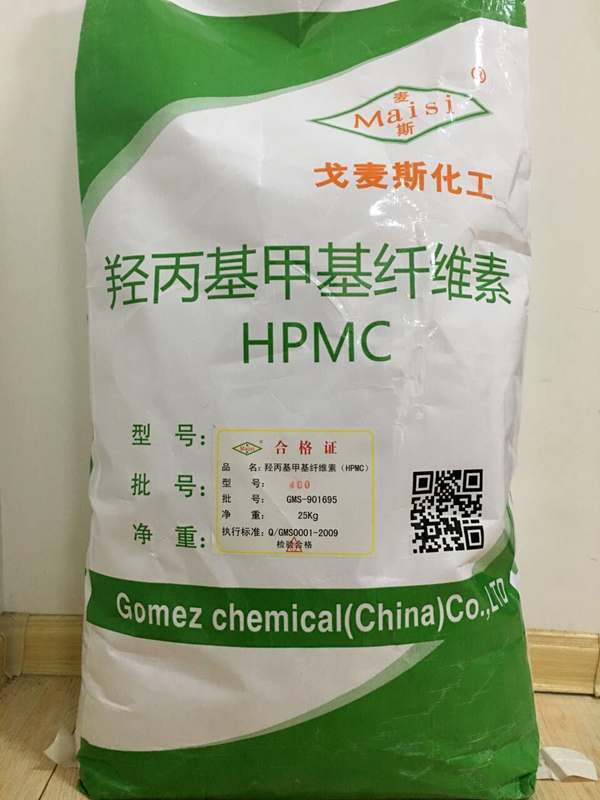 麦
Maisi
斯
®
戈麦斯化工
羟丙基甲基纤维素
HPMC
型 号：
批 号：
净 重：
Maisi ® 合格证
品 名：羟丙基甲基纤维素（HPMC）
型 号： 400
批 号： GMS-901695
净 重： 25Kg
执行标准：Q/GMS0001-2009
检验合格
Gomez chemical(China)Co.,LTD